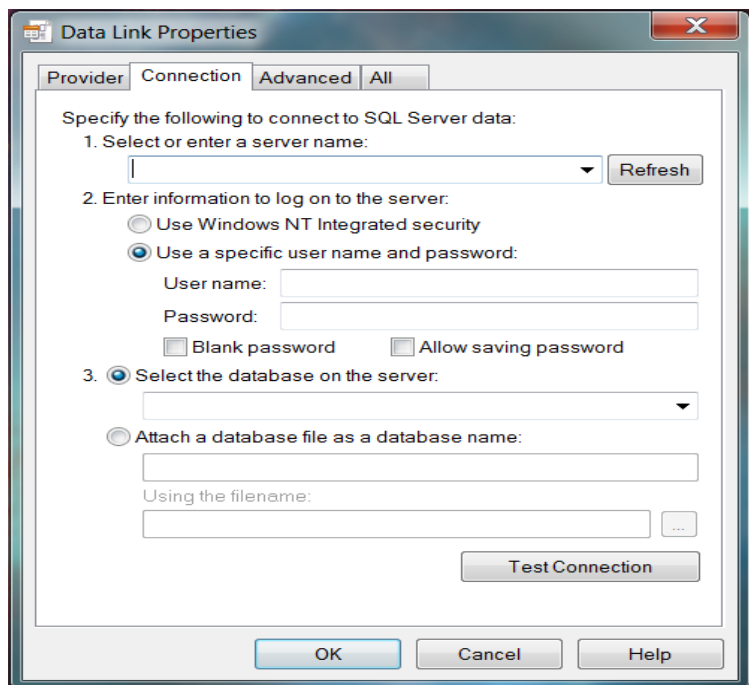 Data Link Properties
Provider Connection Advanced All
Specify the following to connect to SQL Server data:
1. Select or enter a server name:
Refresh
2. Enter information to log on to the server:
Use Windows NT Integrated security
Use a specific user name and password:
User name:
Password:
Blank password Allow saving password
3. Select the database on the server:
Attach a database file as a database name:
Using the filename:
...
Test Connection
OK Cancel Help